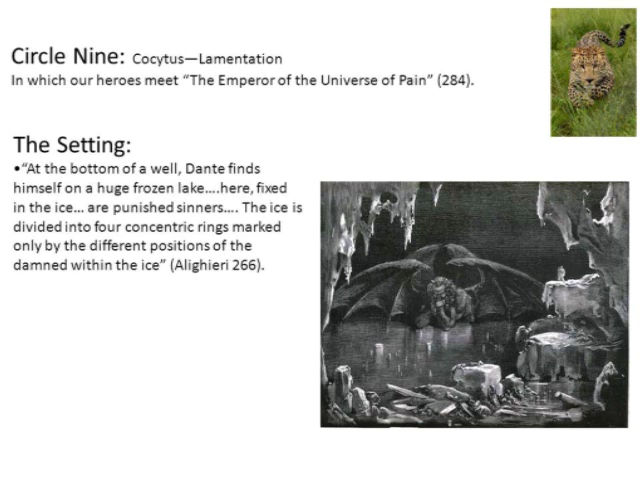 Circle Nine: Cocytus—Lamentation
In which our heroes meet “The Emperor of the Universe of Pain” (284).
The Setting:
•“At the bottom of a well, Dante finds
himself on a huge frozen lake….here, fixed
in the ice… are punished sinners…. The ice is
divided into four concentric rings marked
only by the different positions of the
damned within the ice” (Alighieri 266).